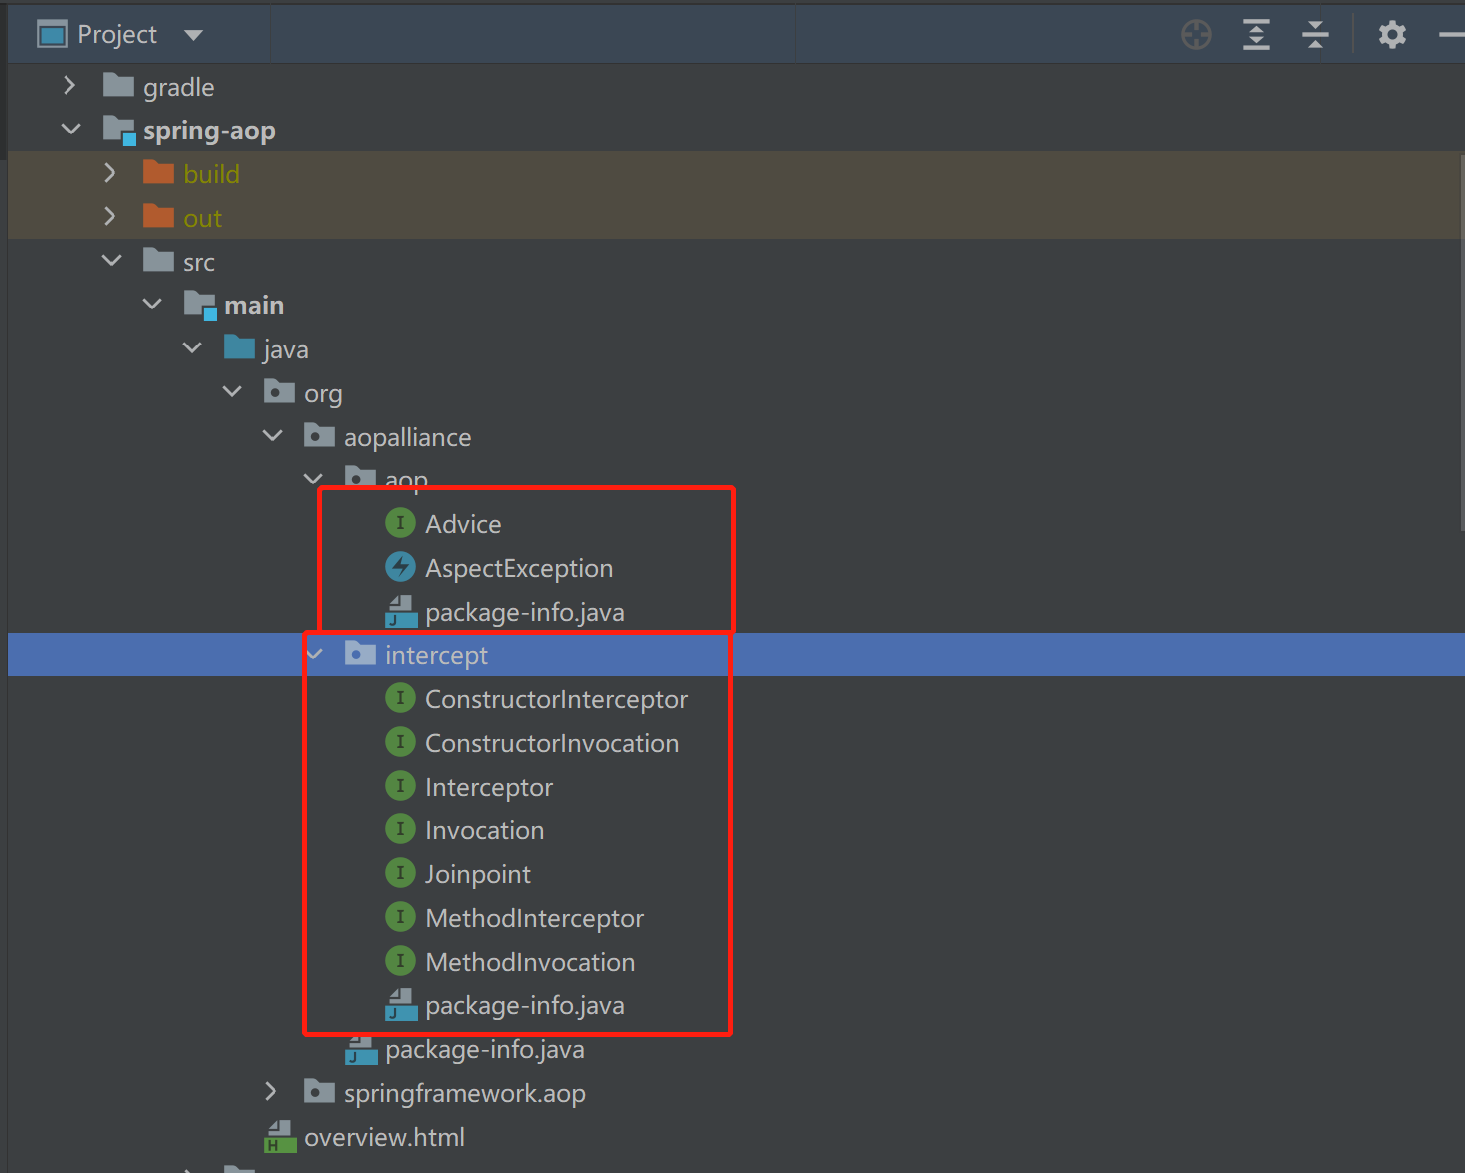 Project
gradle
spring-aop
build
out
src
main
java
org
aopalliance
aop
Advice
AspectException
package-info.java
intercept
ConstructorInterceptor
ConstructorInvocation
Interceptor
Invocation
Joinpoint
MethodInterceptor
MethodInvocation
package-info.java
package-info.java
springframework.aop
overview.html